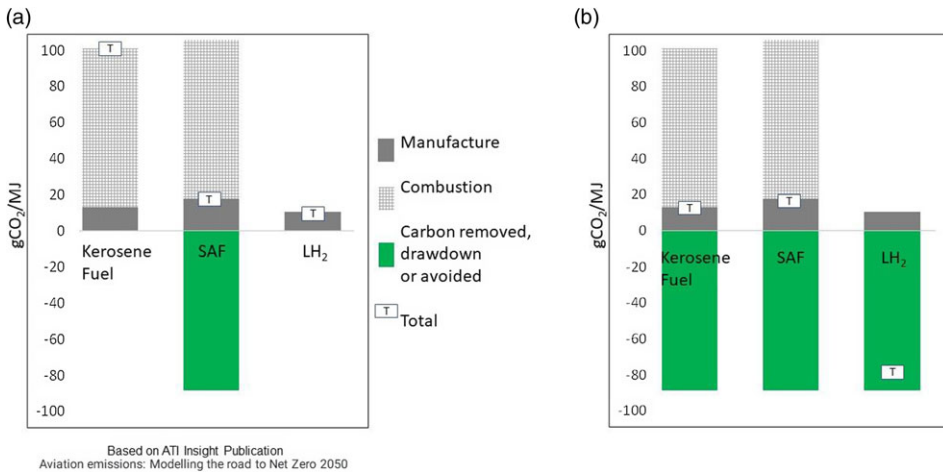 (a)
100
80
60
40
20
0
-20
-40
-60
-80
-100
gCO₂/MJ
T
T
T
Kerosene
Fuel
SAF
LH₂
Manufacture
Combustion
Carbon removed,
drawdown
or avoided
T Total
Based on ATI Insight Publication
Aviation emissions: Modelling the road to Net Zero 2050
(b)
100
80
60
40
20
0
-20
-40
-60
-80
-100
gCO₂/MJ
T
T
Kerosene
Fuel
SAF
LH₂
T